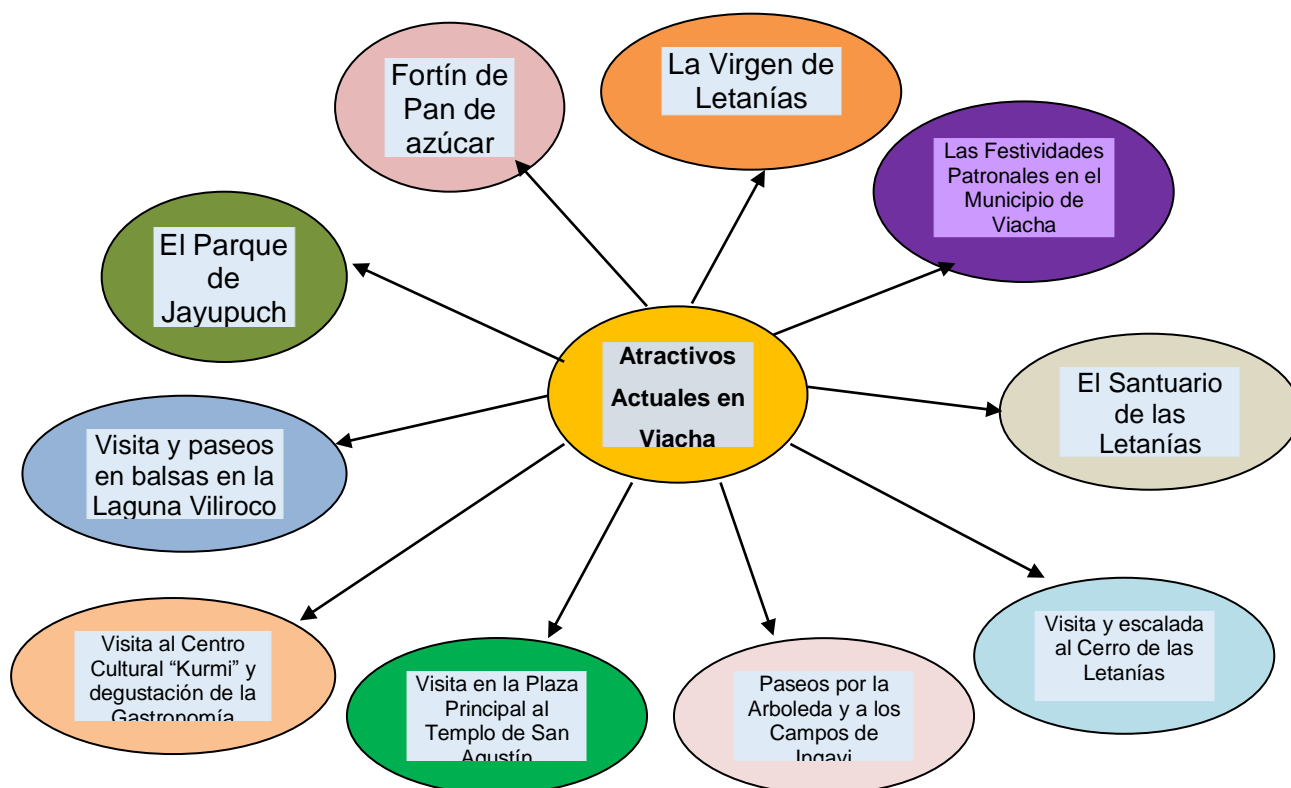 Fortín de
Pan de
azúcar
La Virgen de
Letanías
Las Festividades
Patronales en el
Municipio de
Viacha
El Parque
de
Jayupuch
Atractivos
Actuales en
Viacha
El Santuario
de las
Letanías
Visita y paseos
en balsas en la
Laguna Viliroco
Visita y escalada
al Cerro de las
Letanías
Visita al Centro
Cultural “Kurmi” y
degustación de la
Gastronomía
Visita en la Plaza
Principal al
Templo de San
Agustín
Paseos por la
Arboleda y a los
Campos de
Ingavi